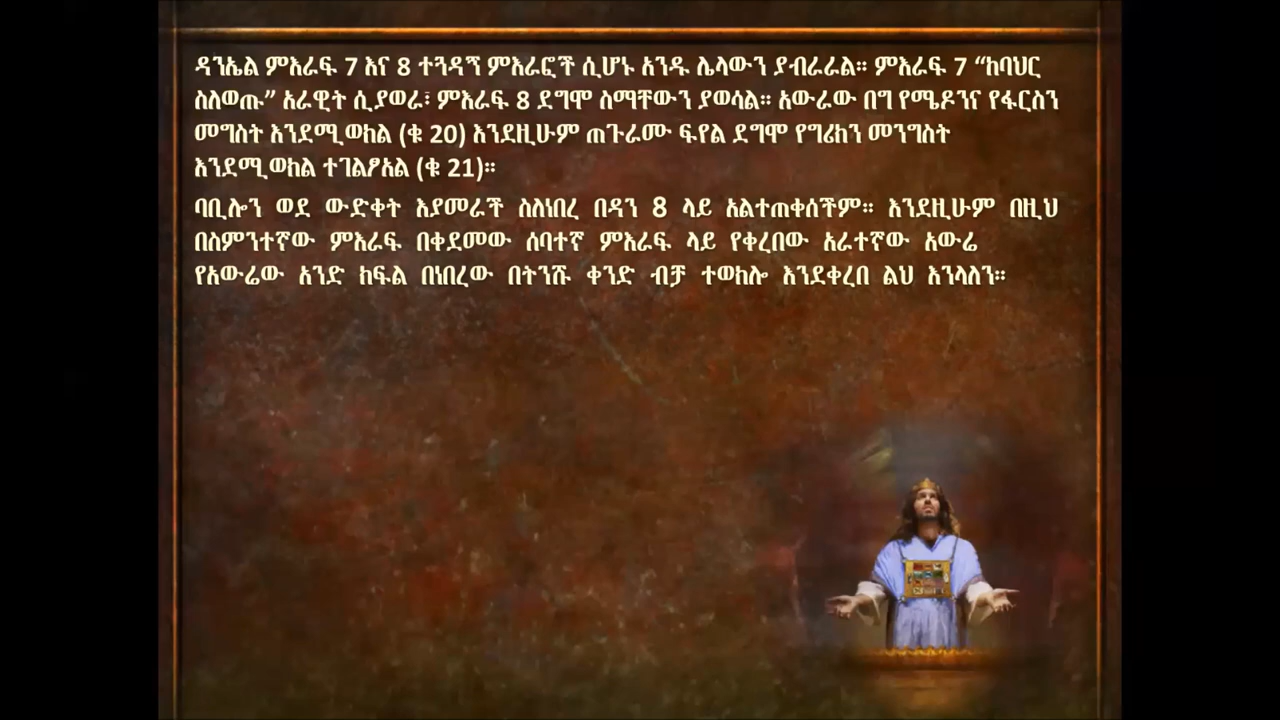 ዳንኤል ምእራፍ 7 እና 8 ተጓዳኝ ምእራፎች ሲሆኑ አንዱ ሌላውን ያብራራል። ምእራፍ 7 “ከባህር
ስለወጡ” አራዊት ሲያወራ፣ ምእራፍ 8 ደግሞ ስማቸውን ያወሳል። አውራው በግ የሜዶንና የፋርስን
መግስት እንደሚወክል (ቁ 20) እንደዚሁም ጠጉራሙ ፍየል ደግሞ የግሪክን መንግስት
እንደሚወክል ተገልፆአል (ቁ 21)።
ባቢሎን ወደ ውድቀት እያመራች ስለነበረ በዳን 8 ላይ አልተጠቀሰችም። እንደዚሁም በዚህ
በስምንተኛው ምእራፍ በቀደመው ሰባተኛ ምእራፍ ላይ የቀረበው አራተኛው አውሬ
የአውሬው አንድ ክፍል በነበረው በትንሹ ቀንድ ብቻ ተወክሎ እንደቀረበ ልህ እንላለን።